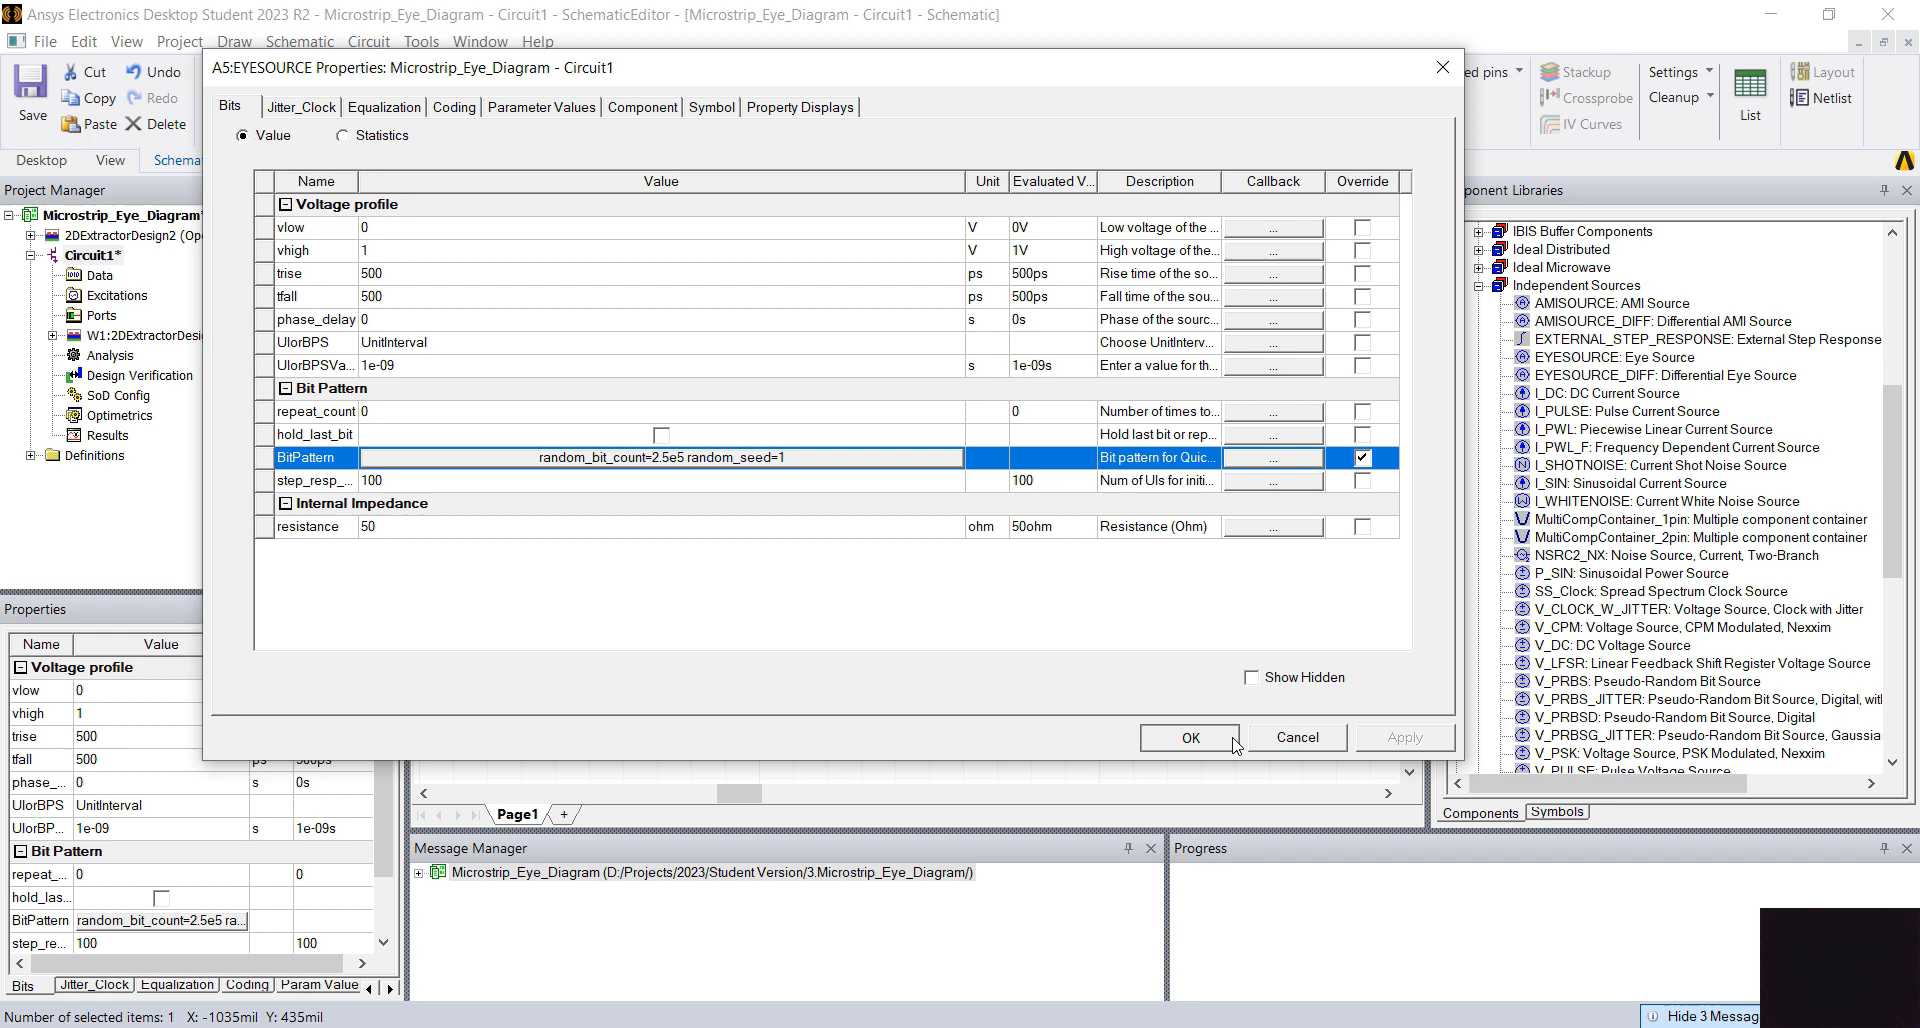 Ansys Electronics Desktop Student 2023 R2 - Microstrip_Eye_Diagram - Circuit1 - SchematicEditor - [Microstrip_Eye_Diagram - Circuit1 - Schematic]
File Edit View Project Draw Schematic Circuit Tools Window Help
Save
Cut
Copy
Paste
Undo
Redo
Delete
ed pins
Stackup
Crossprobe
IV Curves
Settings
Cleanup
List
Layout
Netlist
Desktop View Schema
Project Manager
Microstrip_Eye_Diagram*
2DExtractorDesign2 (Op
Circuit1*
Data
Excitations
Ports
W1:2DExtractorDesi
Analysis
Design Verification
SoD Config
Optimetrics
Results
Definitions
A5:EYESOURCE Properties: Microstrip_Eye_Diagram - Circuit1
Bits Jitter_Clock Equalization Coding Parameter Values Component Symbol Property Displays
Value Statistics
Name Value Unit Evaluated V... Description Callback Override
Voltage profile
vlow 0 V 0V Low voltage of the ... ...
vhigh 1 V 1V High voltage of the... ...
trise 500 ps 500ps Rise time of the so... ...
tfall 500 ps 500ps Fall time of the sou... ...
phase_delay 0 s 0s Phase of the sourc... ...
UIorBPS UnitInterval Choose UnitInterv... ...
UIorBPSVa... 1e-09 s 1e-09s Enter a value for th... ...
Bit Pattern
repeat_count 0 0 Number of times to... ...
hold_last_bit Hold last bit or rep... ...
BitPattern random_bit_count=2.5e5 random_seed=1 Bit pattern for Quic... ...
step_resp_... 100 100 Num of UIs for initi... ...
Internal Impedance
resistance 50 ohm 50ohm Resistance (Ohm) ...
Show Hidden
OK Cancel Apply
ponent Libraries
IBIS Buffer Components
Ideal Distributed
Ideal Microwave
Independent Sources
AMISOURCE: AMI Source
AMISOURCE_DIFF: Differential AMI Source
EXTERNAL_STEP_RESPONSE: External Step Response
EYESOURCE: Eye Source
EYESOURCE_DIFF: Differential Eye Source
I_DC: DC Current Source
I_PULSE: Pulse Current Source
I_PWL: Piecewise Linear Current Source
I_PWL_F: Frequency Dependent Current Source
I_SHOTNOISE: Current Shot Noise Source
I_SIN: Sinusoidal Current Source
I_WHITENOISE: Current White Noise Source
MultiCompContainer_1pin: Multiple component container
MultiCompContainer_2pin: Multiple component container
NSRC2_NX: Noise Source, Current, Two-Branch
P_SIN: Sinusoidal Power Source
SS_Clock: Spread Spectrum Clock Source
V_CLOCK_W_JITTER: Voltage Source, Clock with Jitter
V_CPM: Voltage Source, CPM Modulated, Nexxim
V_DC: DC Voltage Source
V_LFSR: Linear Feedback Shift Register Voltage Source
V_PRBS: Pseudo-Random Bit Source
V_PRBS_JITTER: Pseudo-Random Bit Source, Digital, wit
V_PRBSD: Pseudo-Random Bit Source, Digital
V_PRBSG_JITTER: Pseudo-Random Bit Source, Gaussia
V_PSK: Voltage Source, PSK Modulated, Nexxim
V_PULSE: Pulse Voltage Source
Components Symbols
Properties
Name Value
Voltage profile
vlow 0
vhigh 1
trise 500
tfall 500 ps 500ps
phase_... 0 s 0s
UIorBPS UnitInterval
UIorBP... 1e-09 s 1e-09s
Bit Pattern
repeat_... 0 0
hold_las...
BitPattern random_bit_count=2.5e5 ra...
step_re... 100 100
Bits Jitter_Clock Equalization Coding Param Value
Page1 +
Message Manager
Microstrip_Eye_Diagram (D:/Projects/2023/Student Version/3.Microstrip_Eye_Diagram/)
Progress
Number of selected items: 1 X: -1035mil Y: 435mil
Hide 3 Messag